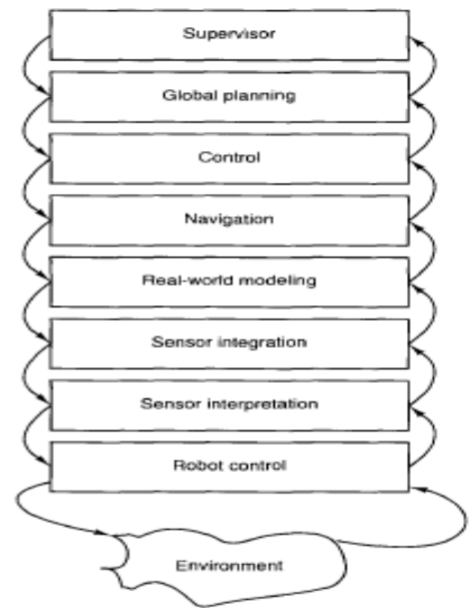 Supervisor
Global planning
Control
Navigation
Real-world modeling
Sensor integration
Sensor interpretation
Robot control
Environment